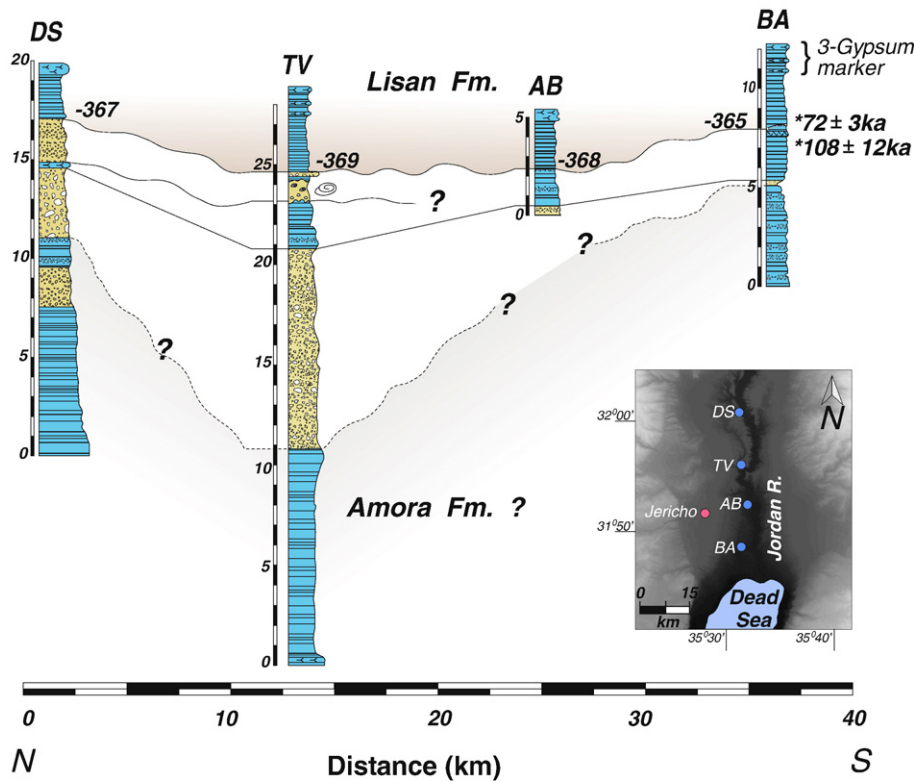 DS
TV
AB
BA
20
15
10
5
0
-367
Lisan Fm.
3-Gypsum
marker
10
5
0
-365
*72 ± 3ka
*108 ± 12ka
5
0
-368
-369
25
20
15
10
5
0
?
?
?
?
Amora Fm. ?
N
32°00'
31°50'
DS
TV
AB
BA
Jericho
Jordan R.
Dead
Sea
0 15
km
35°30' 35°40'
0 10 20 30 40
N Distance (km) S